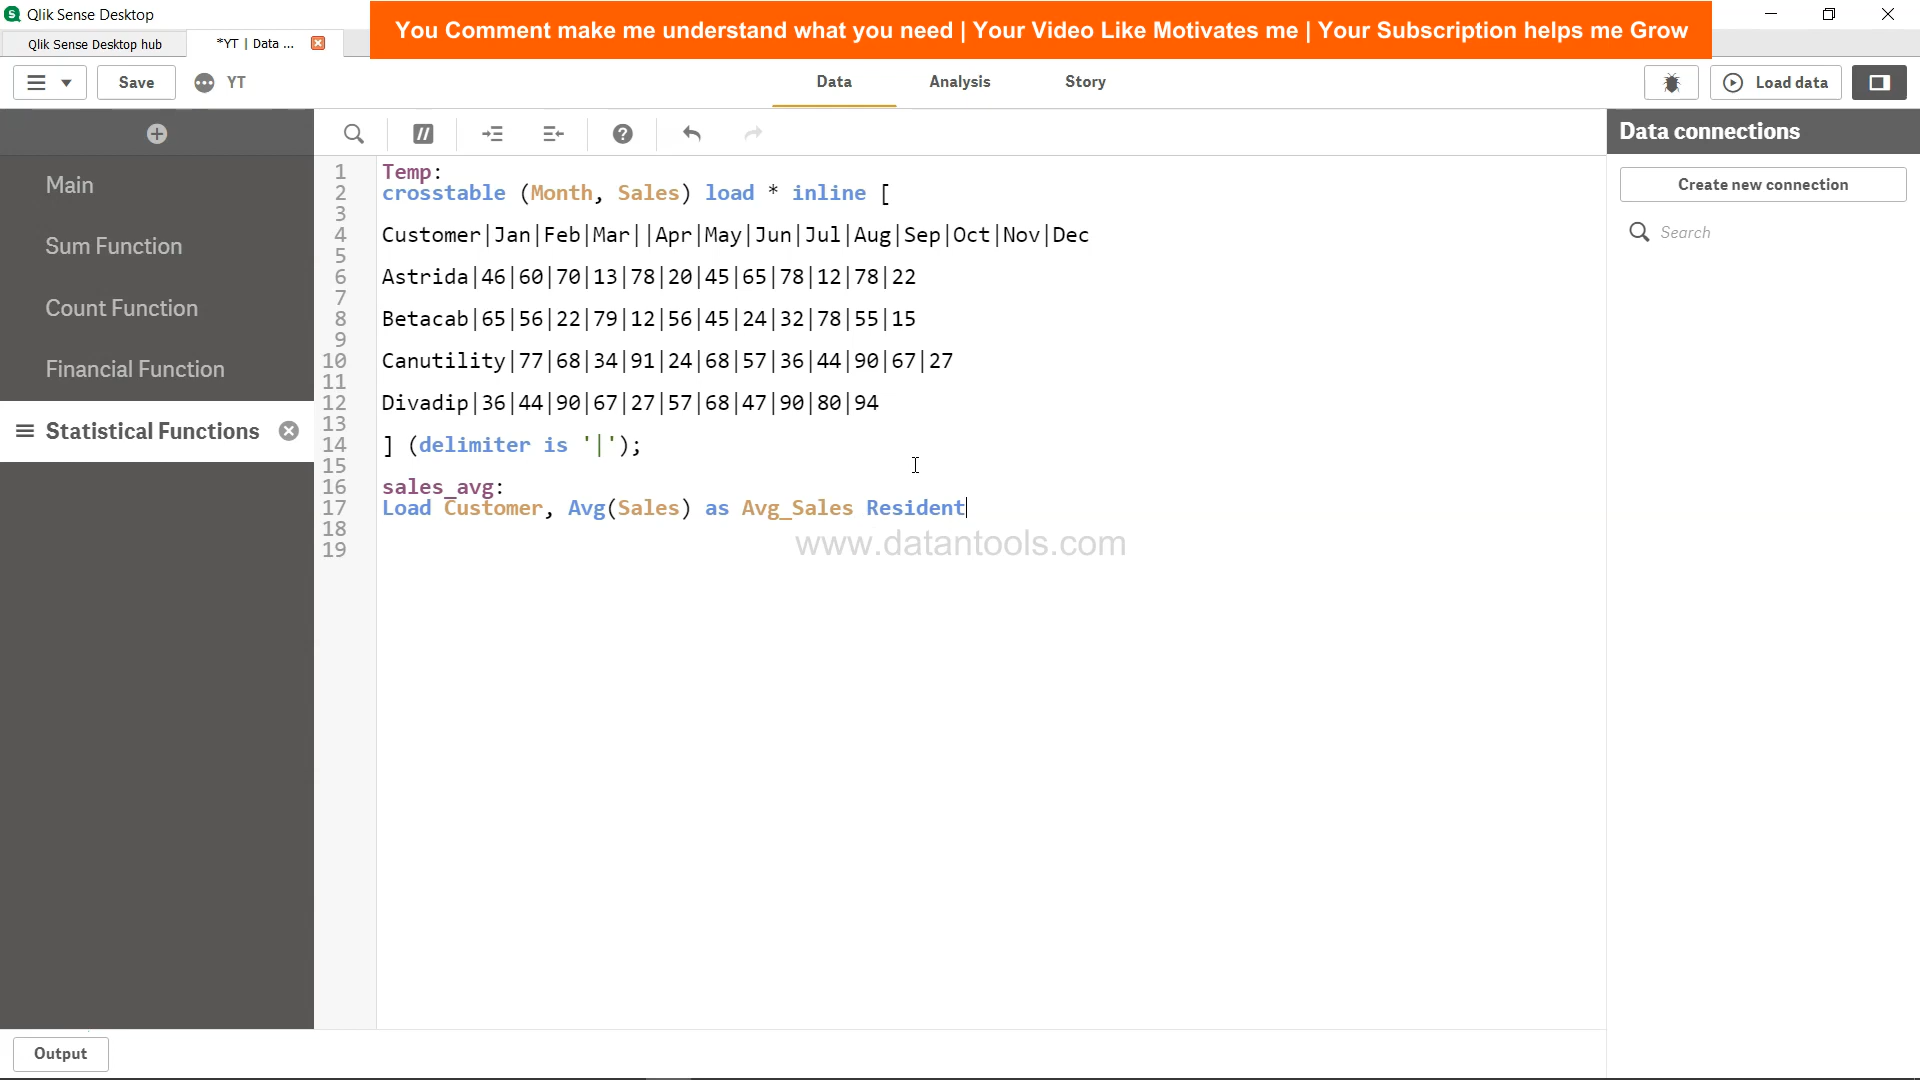 Qlik Sense Desktop
You Comment make me understand what you need | Your Video Like Motivates me | Your Subscription helps me Grow
Qlik Sense Desktop hub
*YT | Data ...
Save
YT
Data
Analysis
Story
Load data
Data connections
Create new connection
Search
Main
Sum Function
Count Function
Financial Function
Statistical Functions
1 Temp:
2 crosstable (Month, Sales) load * inline [
3
4 Customer|Jan|Feb|Mar||Apr|May|Jun|Jul|Aug|Sep|Oct|Nov|Dec
5
6 Astrida|46|60|70|13|78|20|45|65|78|12|78|22
7
8 Betacab|65|56|22|79|12|56|45|24|32|78|55|15
9
10 Canutility|77|68|34|91|24|68|57|36|44|90|67|27
11
12 Divadip|36|44|90|67|27|57|68|47|90|80|94
13
14 ] (delimiter is '|');
15
16 sales_avg:
17 Load Customer, Avg(Sales) as Avg_Sales Resident
18
19
www.datantools.com
Output